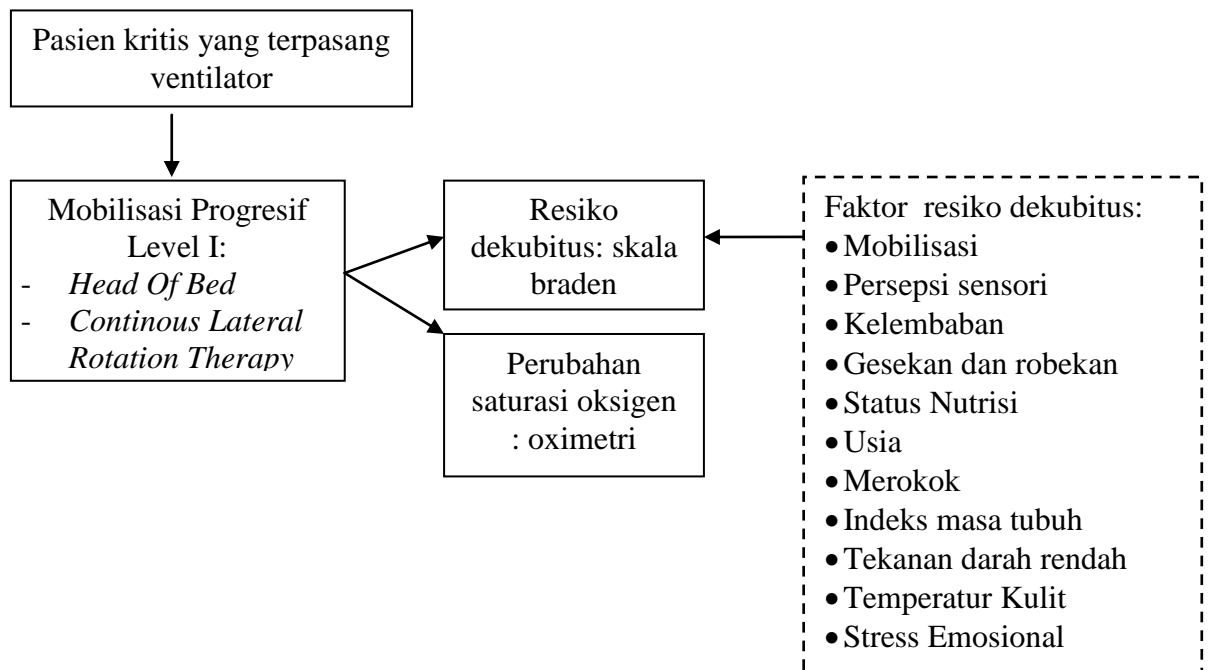 Pasien kritis yang terpasang
ventilator
Mobilisasi Progresif
Level I:
- Head Of Bed
- Continous Lateral
Rotation Therapy
Resiko
dekubitus: skala
braden
Perubahan
saturasi oksigen
: oximetri
Faktor resiko dekubitus:
•Mobilisasi
•Persepsi sensori
•Kelembaban
•Gesekan dan robekan
•Status Nutrisi
•Usia
•Merokok
•Indeks masa tubuh
•Tekanan darah rendah
•Temperatur Kulit
•Stress Emosional